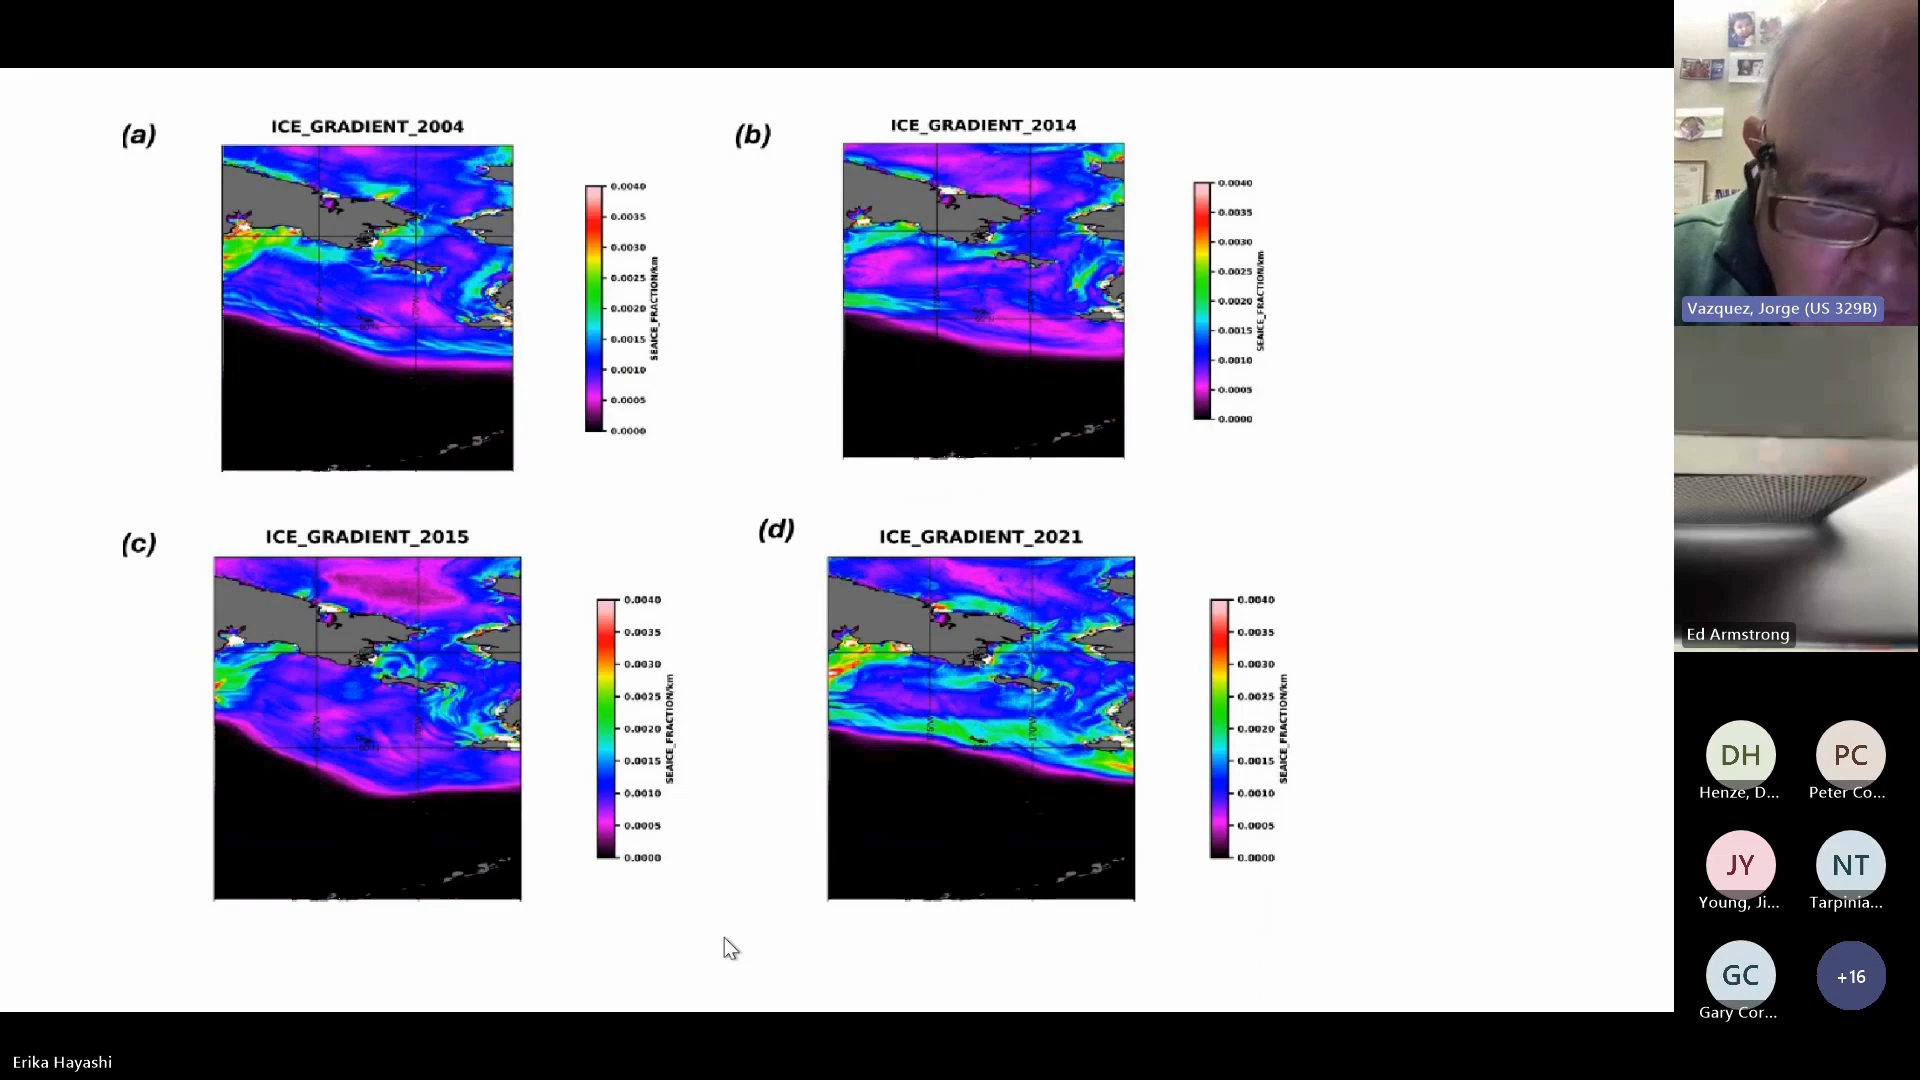 (a)
ICE_GRADIENT_2004
0.0040
0.0035
0.0030
0.0025
0.0020
0.0015
0.0010
0.0005
0.0000
SEAICE_FRACTION/km
(b)
ICE_GRADIENT_2014
0.0040
0.0035
0.0030
0.0025
0.0020
0.0015
0.0010
0.0005
0.0000
SEAICE_FRACTION/km
(c)
ICE_GRADIENT_2015
175°W
170°W
60°N
0.0040
0.0035
0.0030
0.0025
0.0020
0.0015
0.0010
0.0005
0.0000
SEAICE_FRACTION/km
(d)
ICE_GRADIENT_2021
175°W
170°W
0.0040
0.0035
0.0030
0.0025
0.0020
0.0015
0.0010
0.0005
0.0000
SEAICE_FRACTION/km
Vazquez, Jorge (US 329B)
Ed Armstrong
DH
Henze, D...
PC
Peter Co...
JY
Young, Ji...
NT
Tarpinia...
GC
Gary Cor...
+16
Erika Hayashi